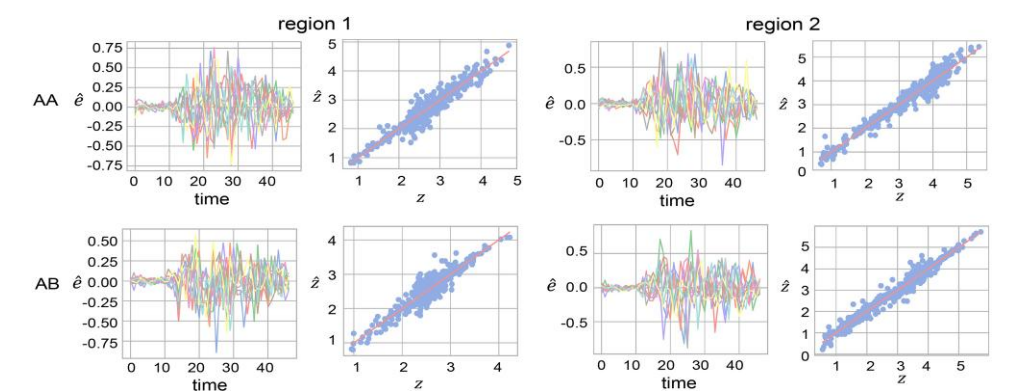 region 1 region 2
AA ê 0.75 0.50 0.25 0.00 -0.25 -0.50 -0.75
0 10 20 30 40
time
ẑ 5 4 3 2 1
1 2 3 4 5
z
ê 0.5 0.0 -0.5
0 10 20 30 40
time
ẑ 5 4 3 2 1 0
1 2 3 4 5
z
AB ê 0.50 0.25 0.00 -0.25 -0.50 -0.75
0 10 20 30 40
time
ẑ 4 3 2 1
1 2 3 4
z
ê 0.5 0.0 -0.5
0 10 20 30 40
time
ẑ 5 4 3 2 1 0
1 2 3 4 5
z